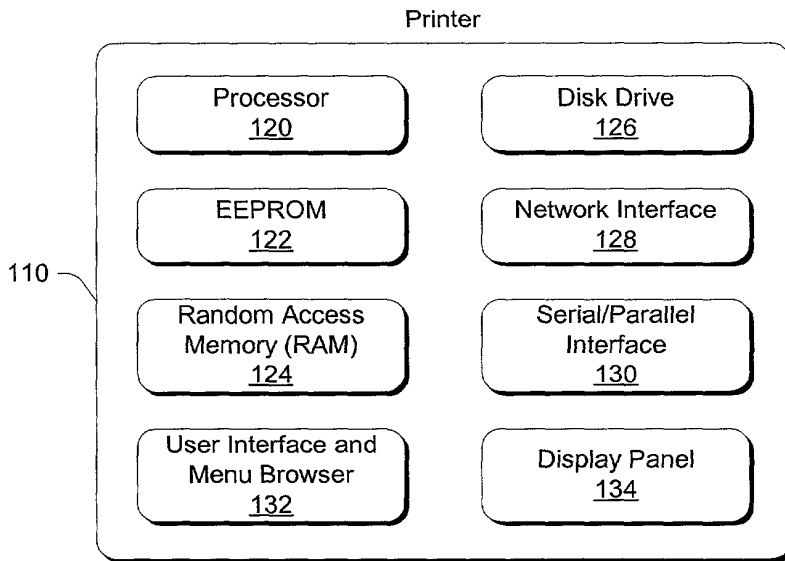 Printer
Processor
120
Disk Drive
126
EEPROM
122
Network Interface
128
110
Random Access
Memory (RAM)
124
Serial/Parallel
Interface
130
User Interface and
Menu Browser
132
Display Panel
134